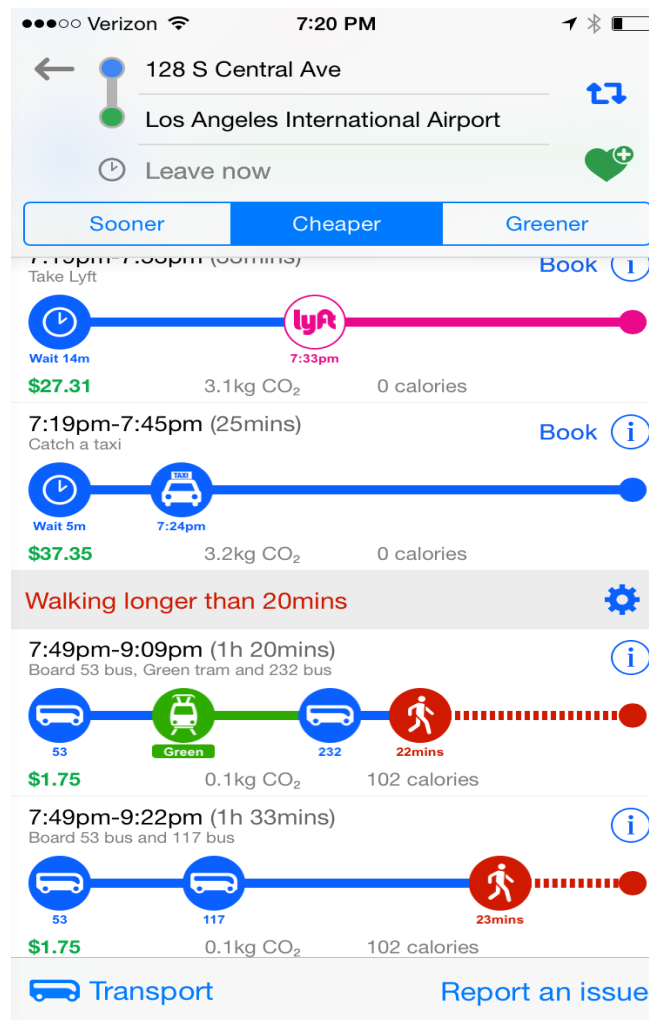 Verizon 7:20 PM
128 S Central Ave
Los Angeles International Airport
Leave now
Sooner Cheaper Greener
Book i
Take Lyft
lyft
Wait 14m 7:33pm
$27.31 3.1kg CO₂ 0 calories
7:19pm-7:45pm (25mins)
Catch a taxi
Book i
TAXI
Wait 5m 7:24pm
$37.35 3.2kg CO₂ 0 calories
Walking longer than 20mins
7:49pm-9:09pm (1h 20mins)
Board 53 bus, Green tram and 232 bus
i
53 Green 232 22mins
$1.75 0.1kg CO₂ 102 calories
7:49pm-9:22pm (1h 33mins)
Board 53 bus and 117 bus
i
53 117 23mins
$1.75 0.1kg CO₂ 102 calories
Transport Report an issue